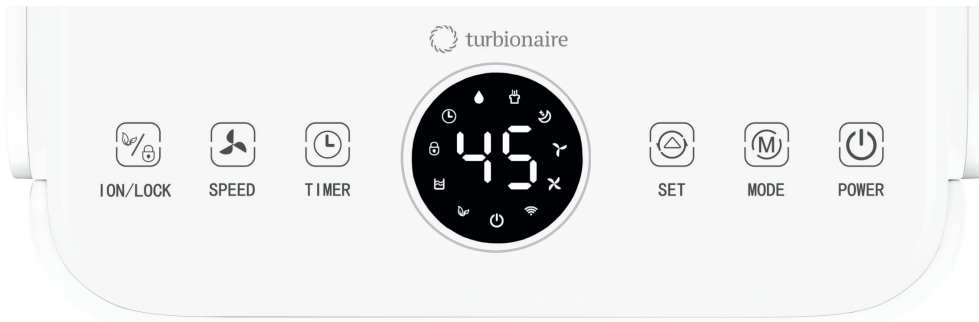 turbionaire
45
ION/LOCK
SPEED
TIMER
SET
M
MODE
POWER